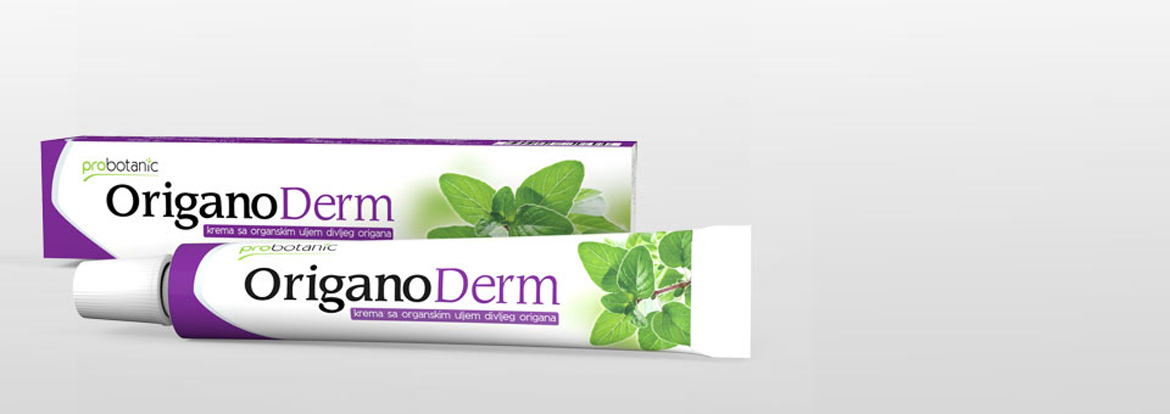 probotanic
OriganoDerm
krema sa organskim uljem divljeg origana
probotanic
OriganoDerm
krema sa organskim uljem divljeg origana